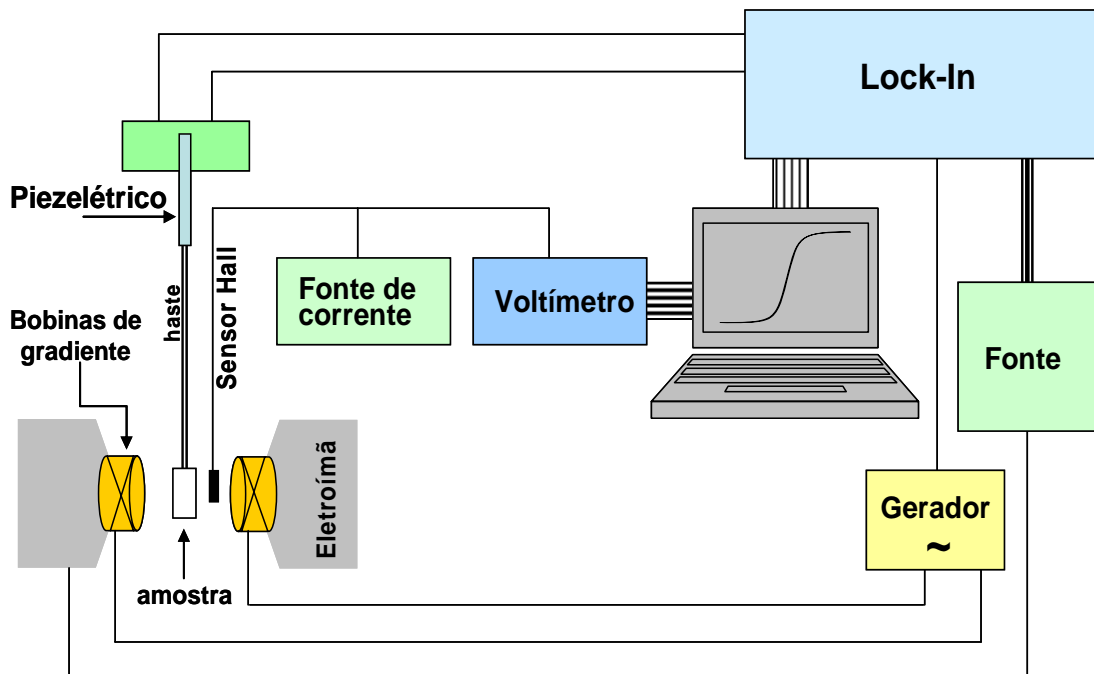 Lock-In
Piezelétrico
haste
Sensor Hall
Fonte de
corrente
Voltímetro
Fonte
Bobinas de
gradiente
Eletroímã
Gerador
~
amostra